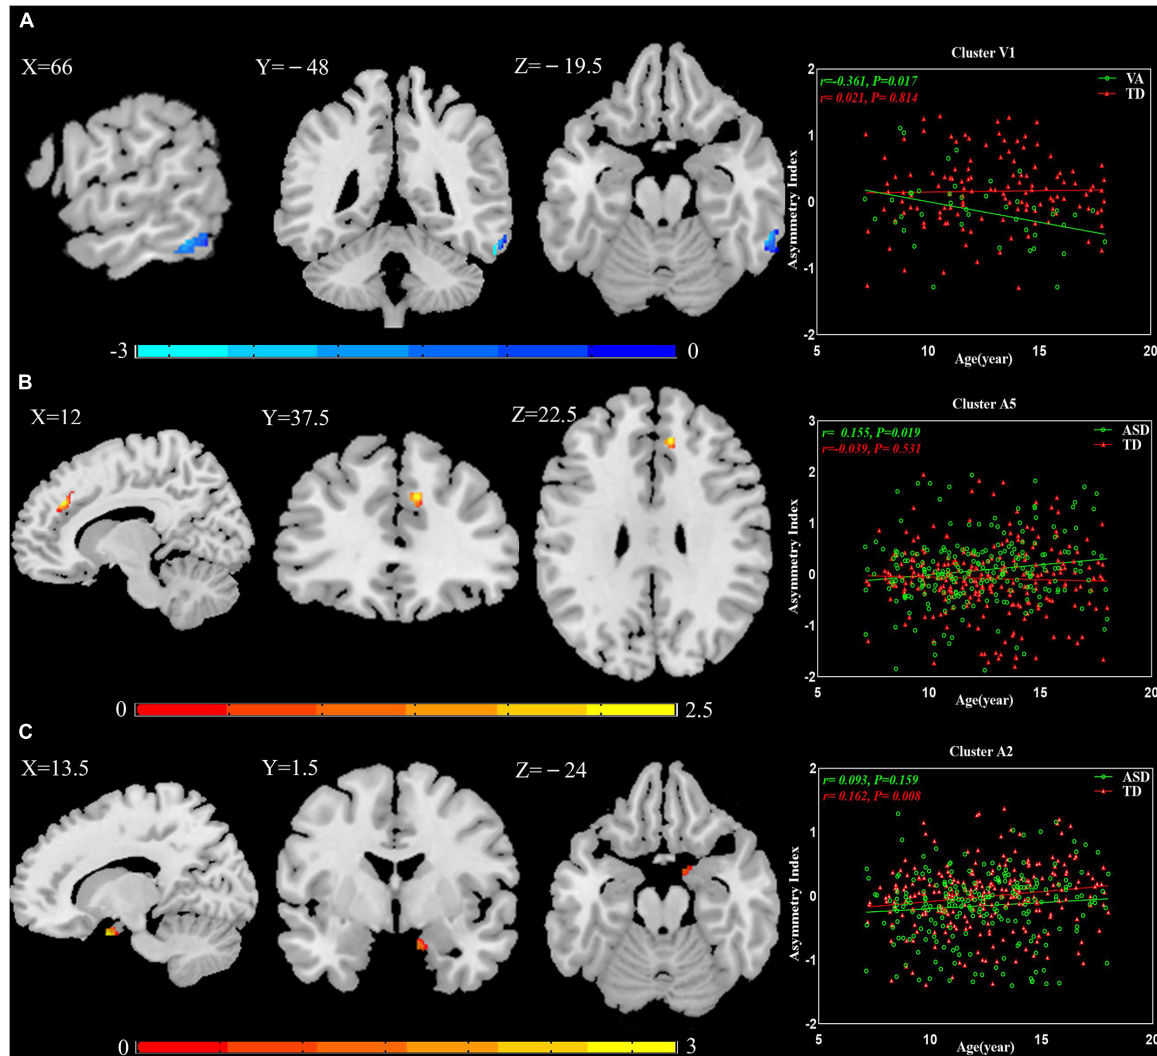 A
X=66
Y=－48
Z=－19.5
-3
0
Cluster V1
r=-0.361, P=0.017
r= 0.021, P= 0.814
VA
TD
2
1
0
-1
-2
Asymmetry Index
5
10
15
20
Age(year)
B
X=12
Y=37.5
Z=22.5
0
2.5
Cluster A5
r= 0.155, P=0.019
r=-0.039, P= 0.531
ASD
TD
3
2
1
0
-1
-2
Asymmetry Index
5
10
15
20
Age(year)
C
X=13.5
Y=1.5
Z=－24
0
3
Cluster A2
r= 0.093, P=0.159
r= 0.162, P= 0.008
ASD
TD
2
1
0
-1
-2
Asymmetry Index
5
10
15
20
Age(year)